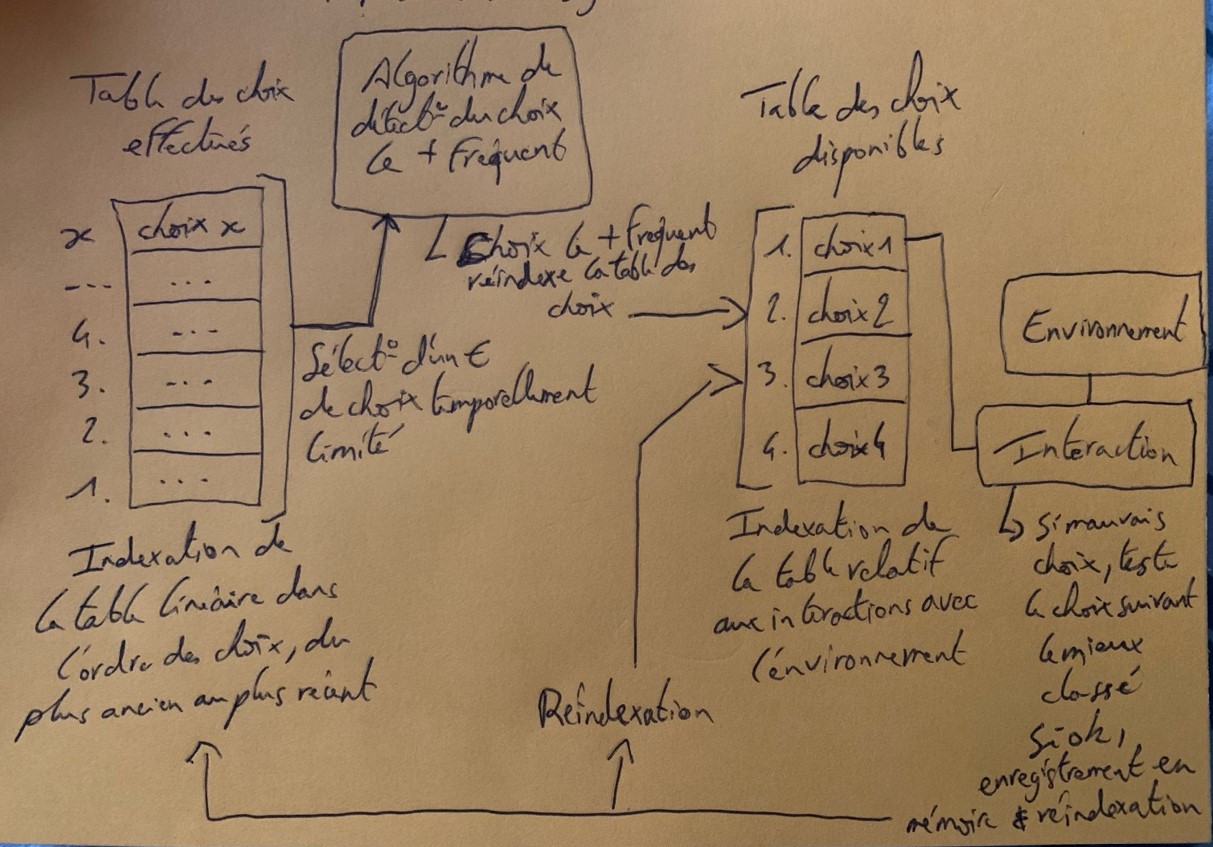 Table des choix
effectués
x
choix x
---
...
4.
...
3.
...
2.
...
1.
...
Indexation de
la table linéaire dans
l'ordre des choix, du
plus ancien au plus récent
Algorithme de
détect° du choix
le + fréquent
Choix le + fréquent
réindexe la table des
choix
Sélect° d'un €
de choix temporellement
limité
Table des choix
disponibles
1. choix 1
2. choix 2
3. choix 3
4. choix 4
Indexation de
la table relatif
aux intéractions avec
l'énvironnement
Environnement
Intéraction
Si mauvais
choix, teste
le choix suivant
le mieux
classé
Si ok,
enregistrement en
mémoire & réindexation
Réindexation